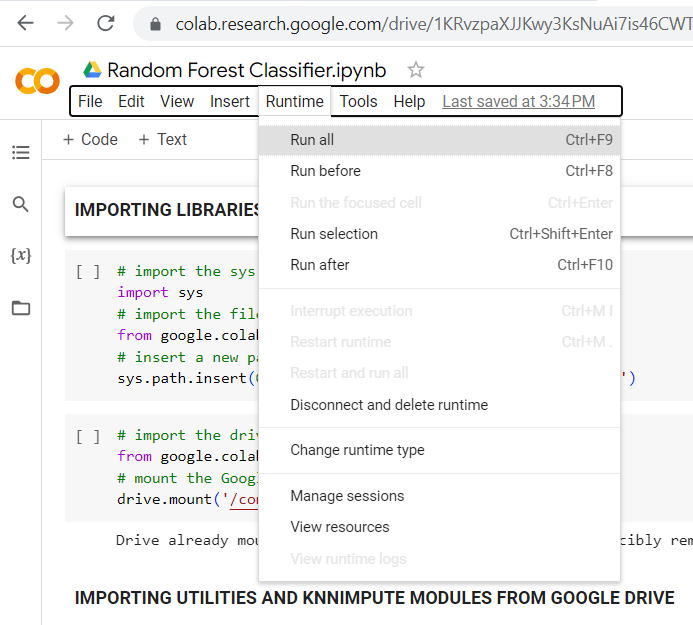 colab.research.google.com/drive/1KRvzpaXJJKwy3KsNuAi7is46CWT
Random Forest Classifier.ipynb
File Edit View Insert Runtime Tools Help Last saved at 3:34 PM
+ Code + Text
Run all Ctrl+F9
Run before Ctrl+F8
Run the focused cell Ctrl+Enter
Run selection Ctrl+Shift+Enter
Run after Ctrl+F10
Interrupt execution Ctrl+M I
Restart runtime Ctrl+M .
Restart and run all
Disconnect and delete runtime
Change runtime type
Manage sessions
View resources
View runtime logs
IMPORTING LIBRARIES
{x}
[ ] # import the sys
import sys
# import the file
from google.colab
# insert a new pa
sys.path.insert( ')
[ ] # import the driv
from google.colab
# mount the Goog
drive.mount('/con
Drive already mou cibly rem
IMPORTING UTILITIES AND KNNIMPUTE MODULES FROM GOOGLE DRIVE